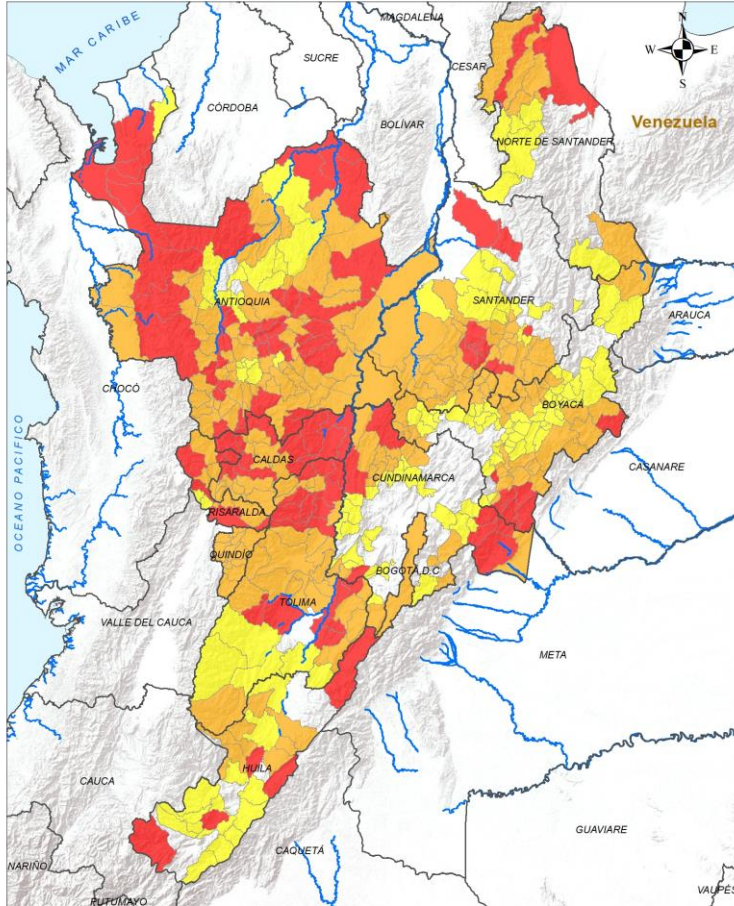 MAGDALENA
MAR CARIBE
SUCRE
CESAR
N
W E
S
CÓRDOBA
BOLÍVAR
Venezuela
NORTE DE SANTANDER
ANTIOQUIA
SANTANDER
ARAUCA
CHOCÓ
BOYACÁ
OCEANO PACIFICO
CALDAS
CUNDINAMARCA
CASANARE
RISARALDA
QUINDÍO
BOGOTÁ D.C
TOLIMA
VALLE DEL CAUCA
META
HUILA
CAUCA
GUAVIARE
CAQUETÁ
NARIÑO
PUTUMAYO
VAUPÉS